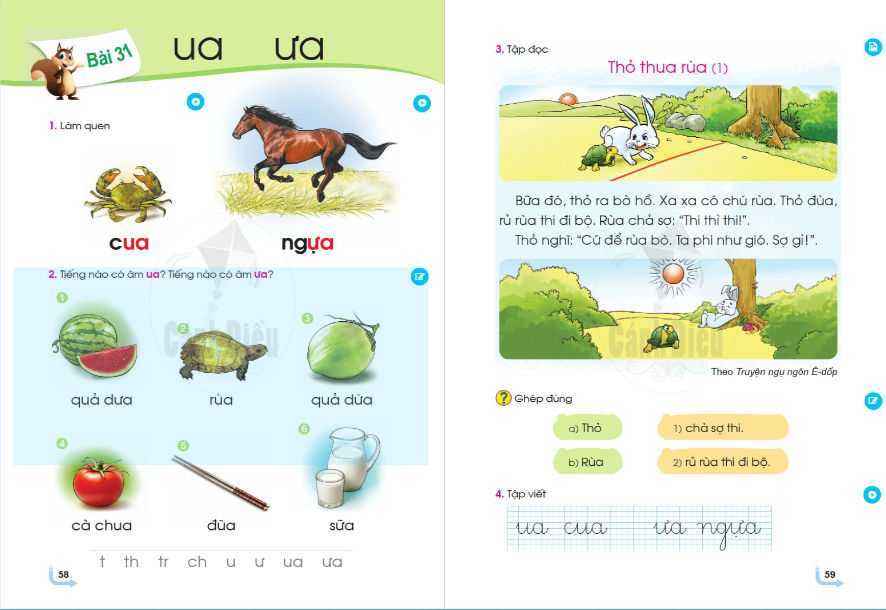 Bài 31
ua ưa
1. Làm quen
cua
ngựa
2. Tiếng nào có âm ua? Tiếng nào có âm ưa?
1
2
3
quả dưa
rùa
quả dừa
4
5
6
cà chua
đũa
sữa
t th tr ch u ư ua ưa
58
3. Tập đọc
Thỏ thua rùa (1)
Bữa đó, thỏ ra bờ hồ. Xa xa có chú rùa. Thỏ đùa,
rủ rùa thi đi bộ. Rùa chả sợ: “Thi thì thi!”.
Thỏ nghĩ: “Cứ để rùa bò. Ta phi như gió. Sợ gì!”.
Theo Truyện ngụ ngôn Ê-dốp
? Ghép đúng
a) Thỏ
1) chả sợ thi.
b) Rùa
2) rủ rùa thi đi bộ.
4. Tập viết
ua cua ưa ngựa
59
Cánh Diều
Cánh Diều